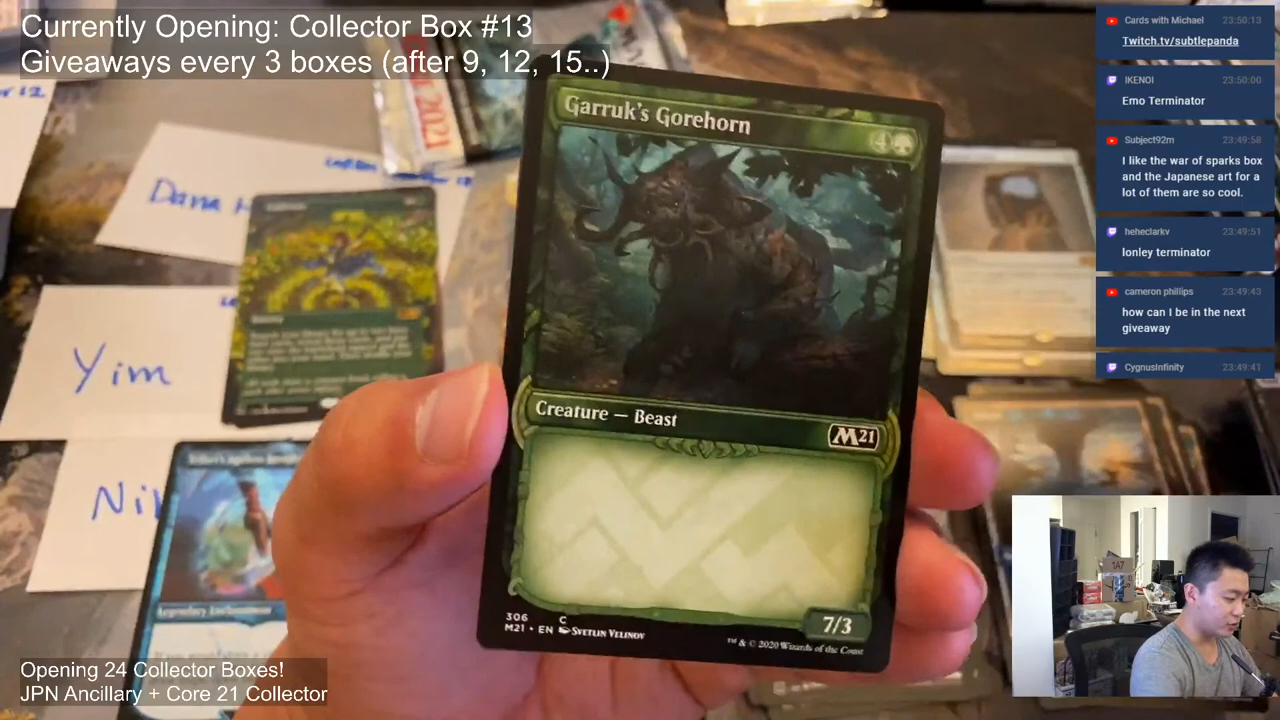 Currently Opening: Collector Box #13
Giveaways every 3 boxes (after 9, 12, 15..)
Cards with Michael 23:50:13
Twitch.tv/subtlepanda
IKENOI 23:50:00
Emo Terminator
Subject92m 23:49:58
I like the war of sparks box
and the Japanese art for a
lot of them are so cool.
heheclarkv 23:49:51
lonley terminator
cameron phillips 23:49:43
how can I be in the next
giveaway
CygnusInfinity 23:49:41
Garruk's Gorehorn
4
Creature — Beast
M21
7/3
306 C
M21 • EN Svetlin Velinov
™ & © 2020 Wizards of the Coast
2021
Dana
Yim
Legendary Enchantment
1A7
Opening 24 Collector Boxes!
JPN Ancillary + Core 21 Collector